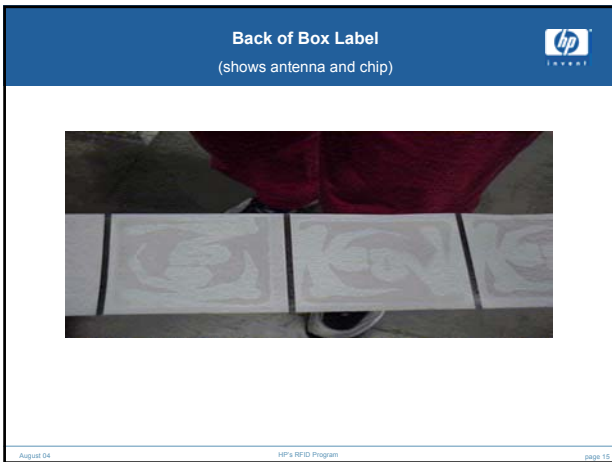 Back of Box Label
(shows antenna and chip)
hp
invent
August 04
HP's RFID Program
page 15